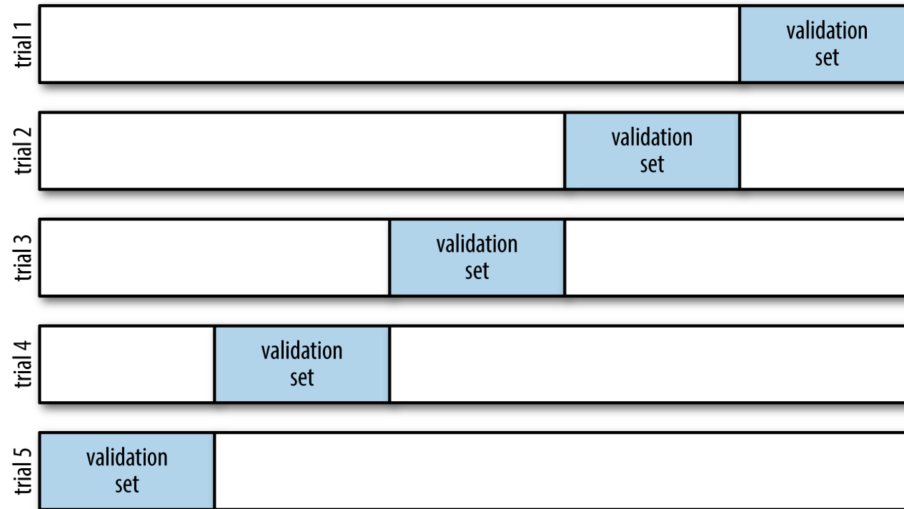 trial 1
validation
set
trial 2
validation
set
trial 3
validation
set
trial 4
validation
set
trial 5
validation
set